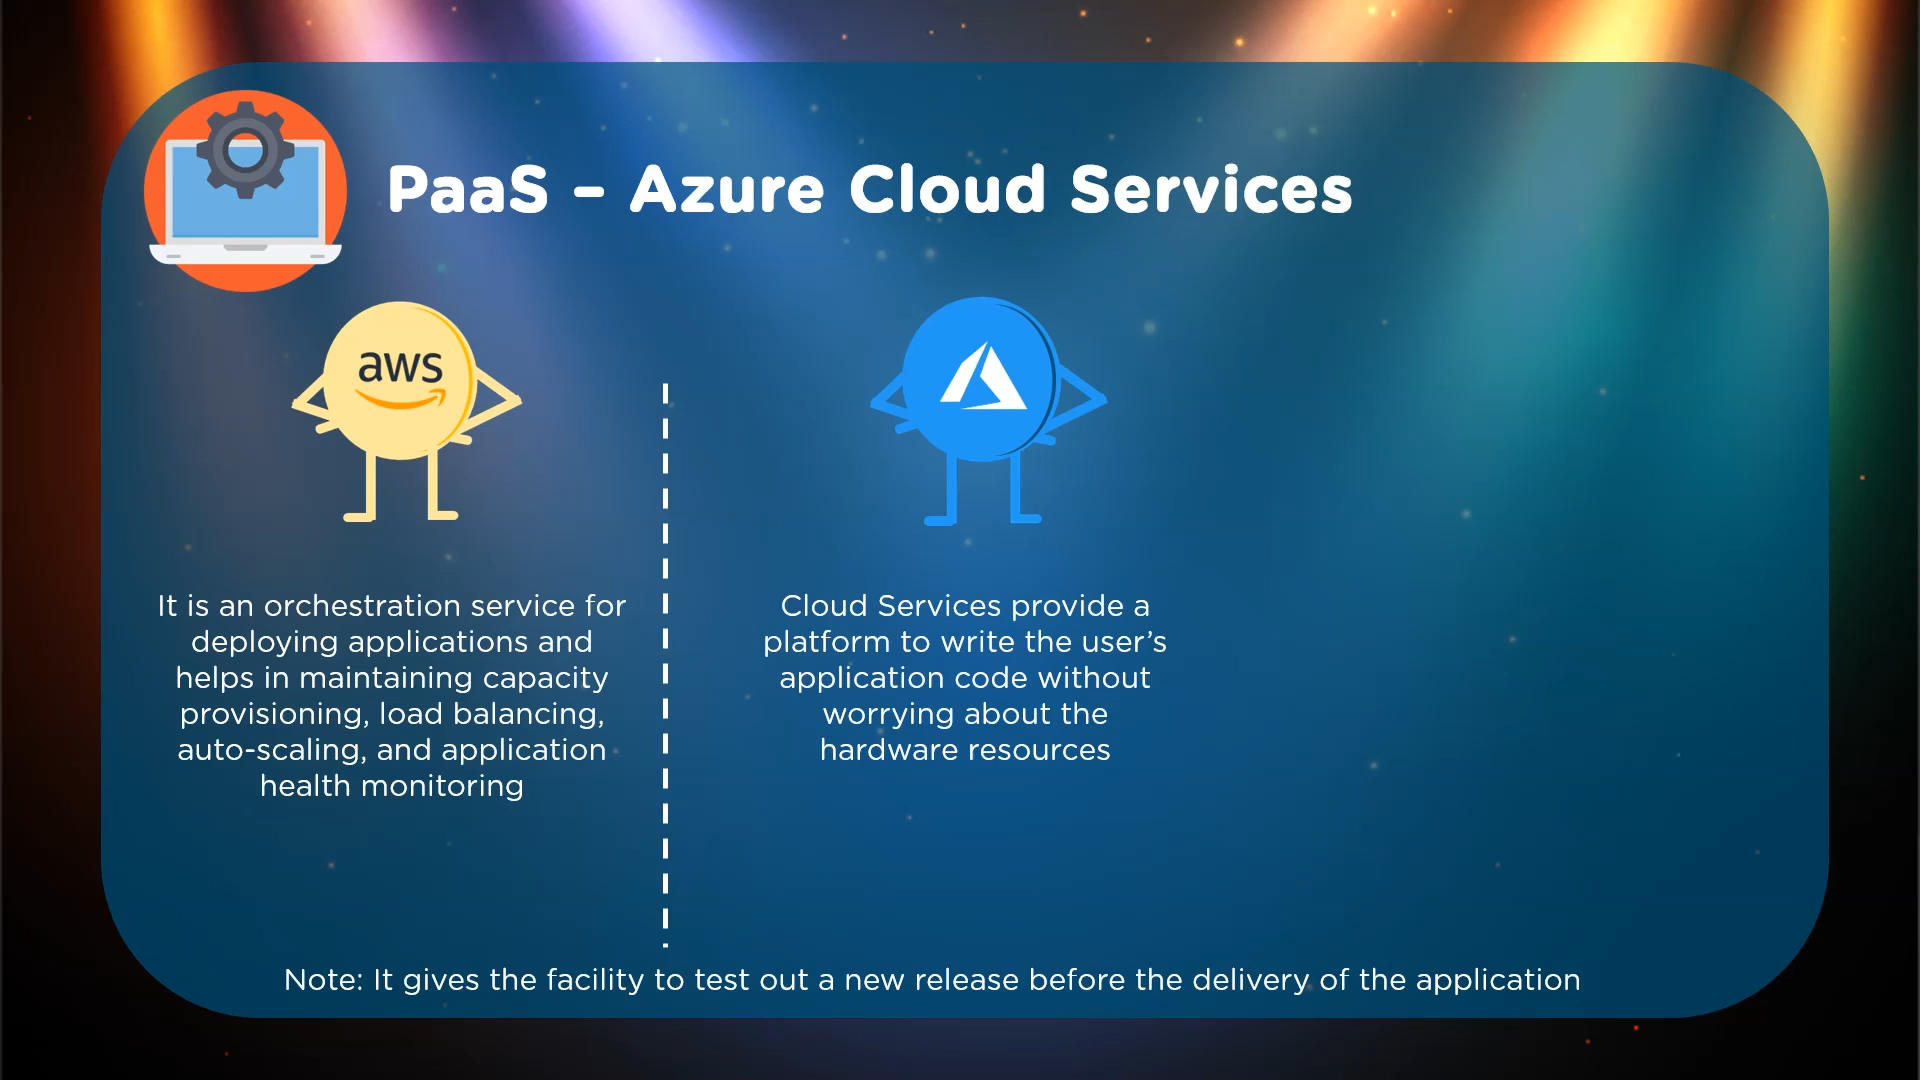 PaaS – Azure Cloud Services
aws
It is an orchestration service for
deploying applications and
helps in maintaining capacity
provisioning, load balancing,
auto-scaling, and application
health monitoring
Cloud Services provide a
platform to write the user’s
application code without
worrying about the
hardware resources
Note: It gives the facility to test out a new release before the delivery of the application